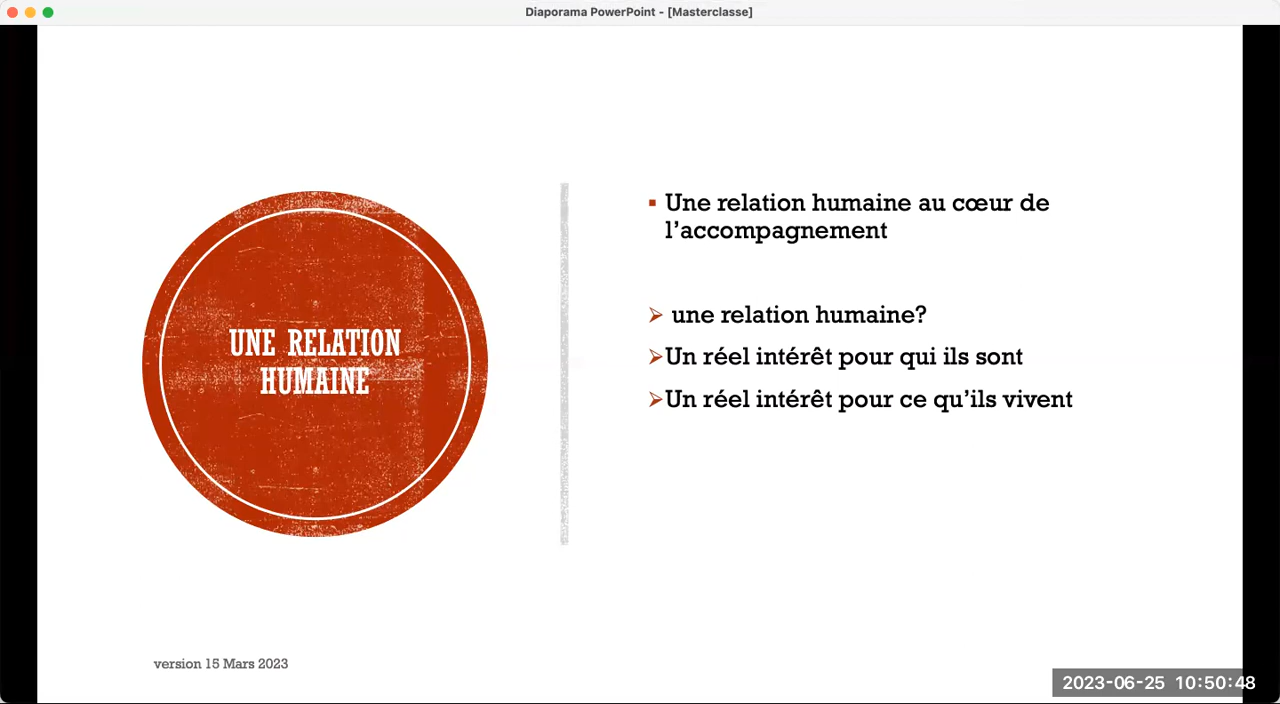 Diaporama PowerPoint - [Masterclasse]
UNE RELATION
HUMAINE
Une relation humaine au cœur de
l’accompagnement
une relation humaine?
Un réel intérêt pour qui ils sont
Un réel intérêt pour ce qu’ils vivent
version 15 Mars 2023
2023-06-25 10:50:48